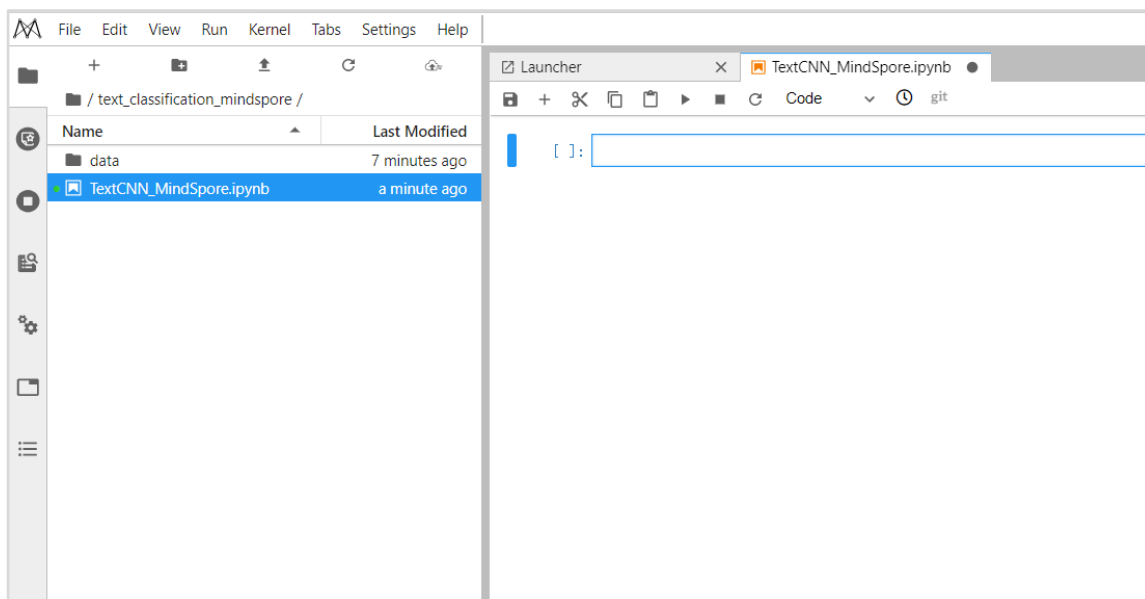 File Edit View Run Kernel Tabs Settings Help
/ text_classification_mindspore /
Name Last Modified
data 7 minutes ago
TextCNN_MindSpore.ipynb a minute ago
Launcher TextCNN_MindSpore.ipynb
Code git
[ ]: